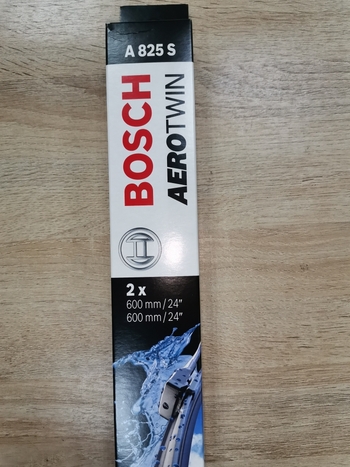 A 825 S
BOSCH
AEROTWIN
2 x
600 mm / 24"
600 mm / 24"